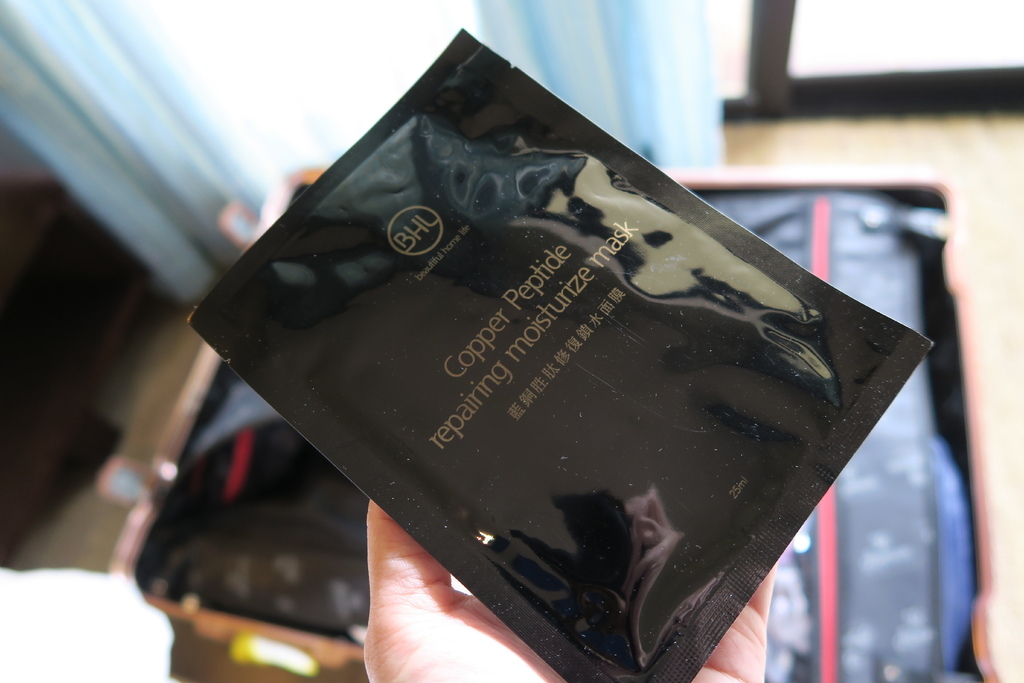 BHL
beautiful home life
Copper Peptide
repairing moisturize mask
藍銅胜肽修復鎖水面膜
25ml